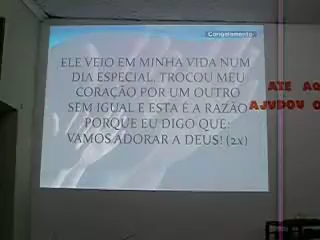 Congelamento
ELE VEIO EM MINHA VIDA NUM
DIA ESPECIAL, TROCOU MEU
CORAÇÃO POR UM OUTRO
SEM IGUAL E ESTA É A RAZÃO
PORQUE EU DIGO QUE:
VAMOS ADORAR A DEUS! (2X)
ATE AQ
AJUDOU O